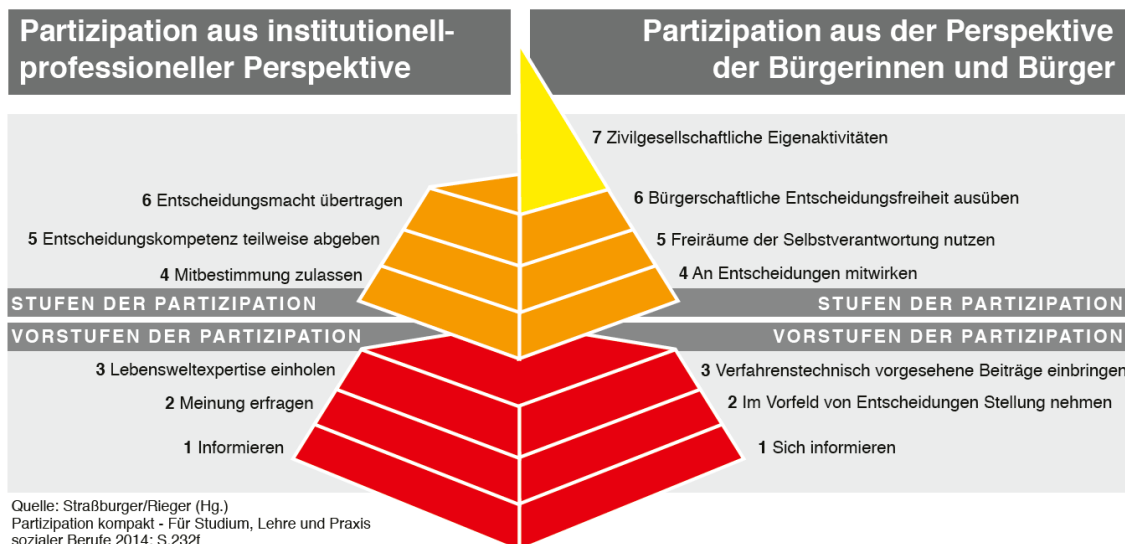 Partizipation aus institutionell-
professioneller Perspektive
Partizipation aus der Perspektive
der Bürgerinnen und Bürger
7 Zivilgesellschaftliche Eigenaktivitäten
6 Entscheidungsmacht übertragen
6 Bürgerschaftliche Entscheidungsfreiheit ausüben
5 Entscheidungskompetenz teilweise abgeben
5 Freiräume der Selbstverantwortung nutzen
4 Mitbestimmung zulassen
4 An Entscheidungen mitwirken
STUFEN DER PARTIZIPATION
STUFEN DER PARTIZIPATION
VORSTUFEN DER PARTIZIPATION
VORSTUFEN DER PARTIZIPATION
3 Lebensweltexpertise einholen
3 Verfahrenstechnisch vorgesehene Beiträge einbringen
2 Meinung erfragen
2 Im Vorfeld von Entscheidungen Stellung nehmen
1 Informieren
1 Sich informieren
Quelle: Straßburger/Rieger (Hg.)
Partizipation kompakt - Für Studium, Lehre und Praxis
sozialer Berufe 2014; S.232f